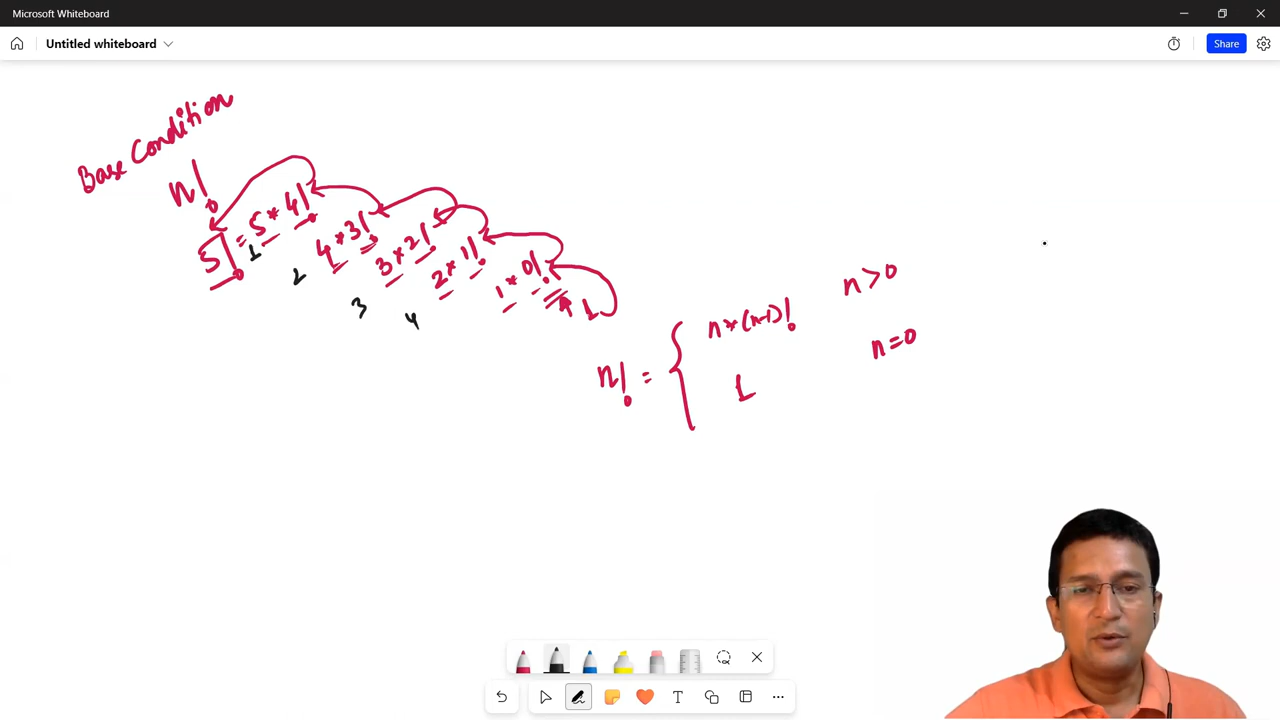 Microsoft Whiteboard
Untitled whiteboard
Share
Base Condition
n!
5! = 5 * 4!
4 * 3!
3 * 2!
2 * 1!
1 * 0!
1
1
2
3
4
n! = { n * (n-1)! n > 0
1 n = 0
T